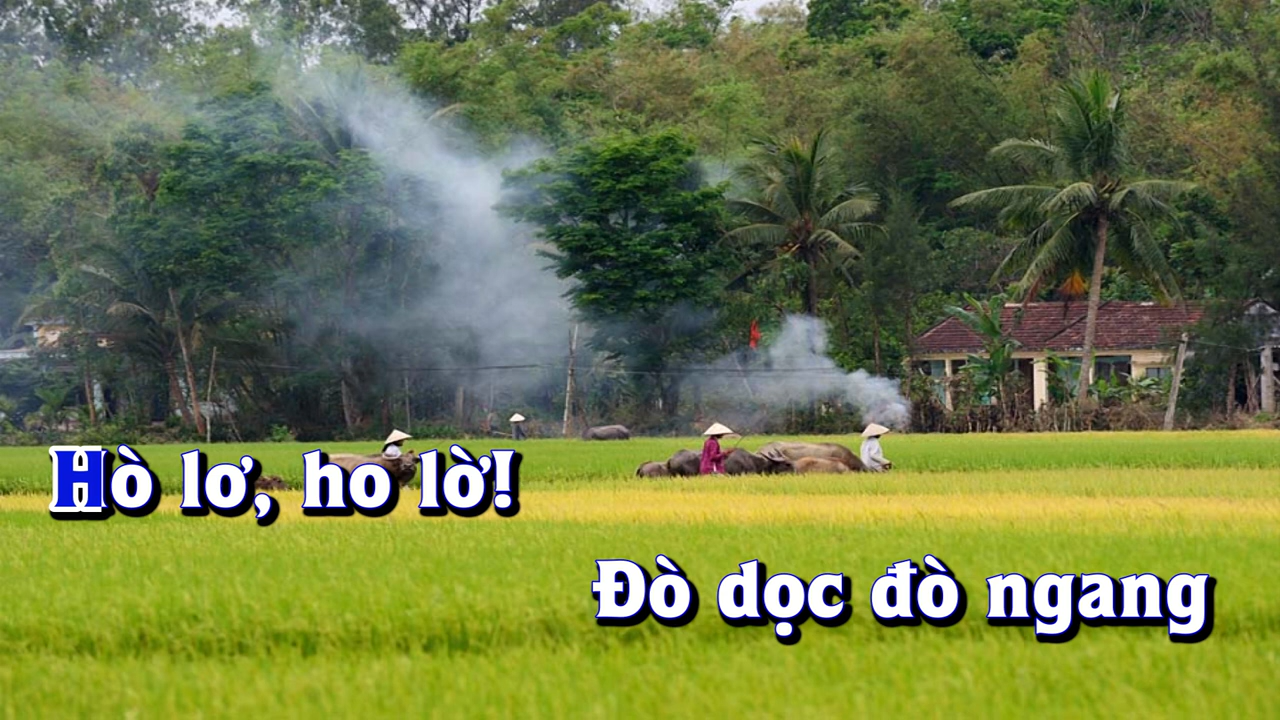 Hò lơ, ho lờ!
Đò dọc đò ngang